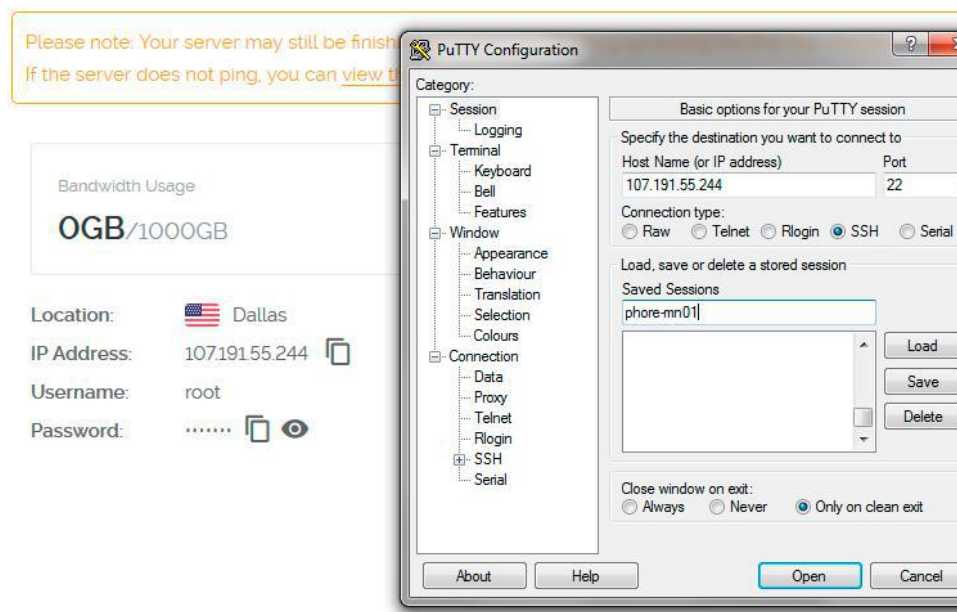 Please note: Your server may still be finish
If the server does not ping, you can view th
Bandwidth Usage
0GB/1000GB
Location: Dallas
IP Address: 107.191.55.244
Username: root
Password: ·······
PuTTY Configuration
Category:
Session
Logging
Terminal
Keyboard
Bell
Features
Window
Appearance
Behaviour
Translation
Selection
Colours
Connection
Data
Proxy
Telnet
Rlogin
SSH
Serial
Basic options for your PuTTY session
Specify the destination you want to connect to
Host Name (or IP address) Port
107.191.55.244 22
Connection type:
Raw Telnet Rlogin SSH Serial
Load, save or delete a stored session
Saved Sessions
phore-mn01
Load
Save
Delete
Close window on exit:
Always Never Only on clean exit
About Help Open Cancel